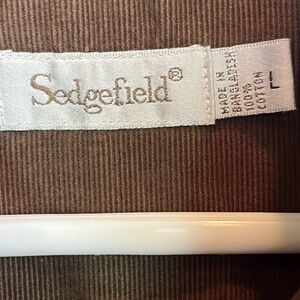 Sedgefield®
MADE IN
BANGLADESH
100%
COTTON
L